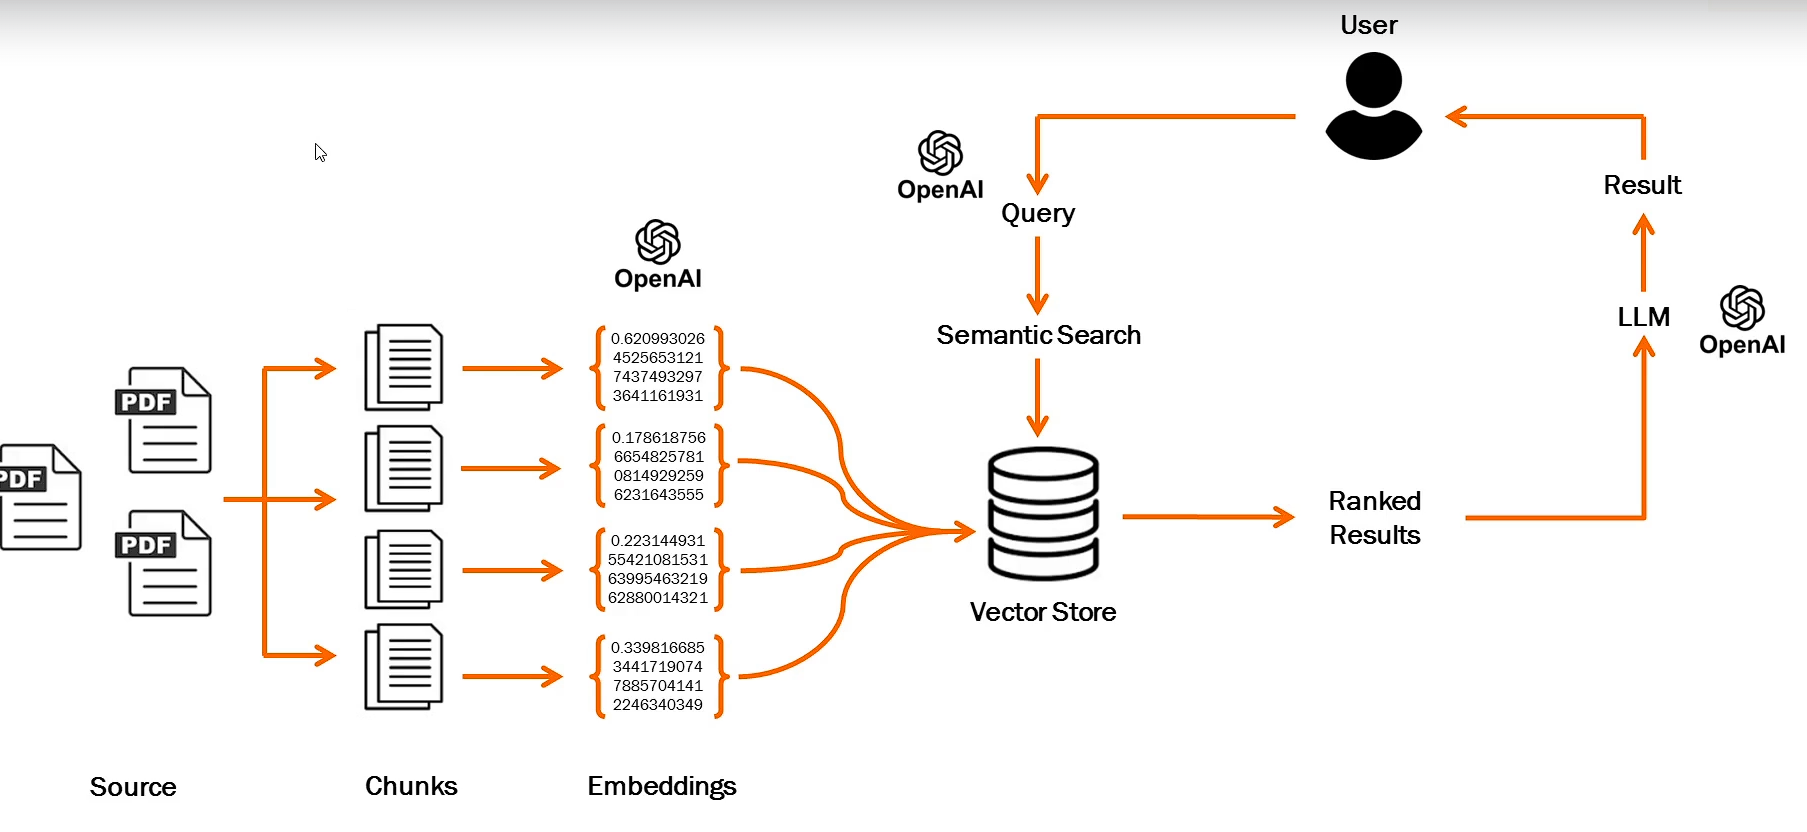 User
OpenAI
Query
OpenAI
Semantic Search
Result
LLM
OpenAI
PDF
PDF
PDF
0.620993026
4525653121
7437493297
3641161931
0.178618756
6654825781
0814929259
6231643555
0.223144931
55421081531
63995463219
62880014321
0.339816685
3441719074
7885704141
2246340349
Vector Store
Ranked
Results
Source
Chunks
Embeddings